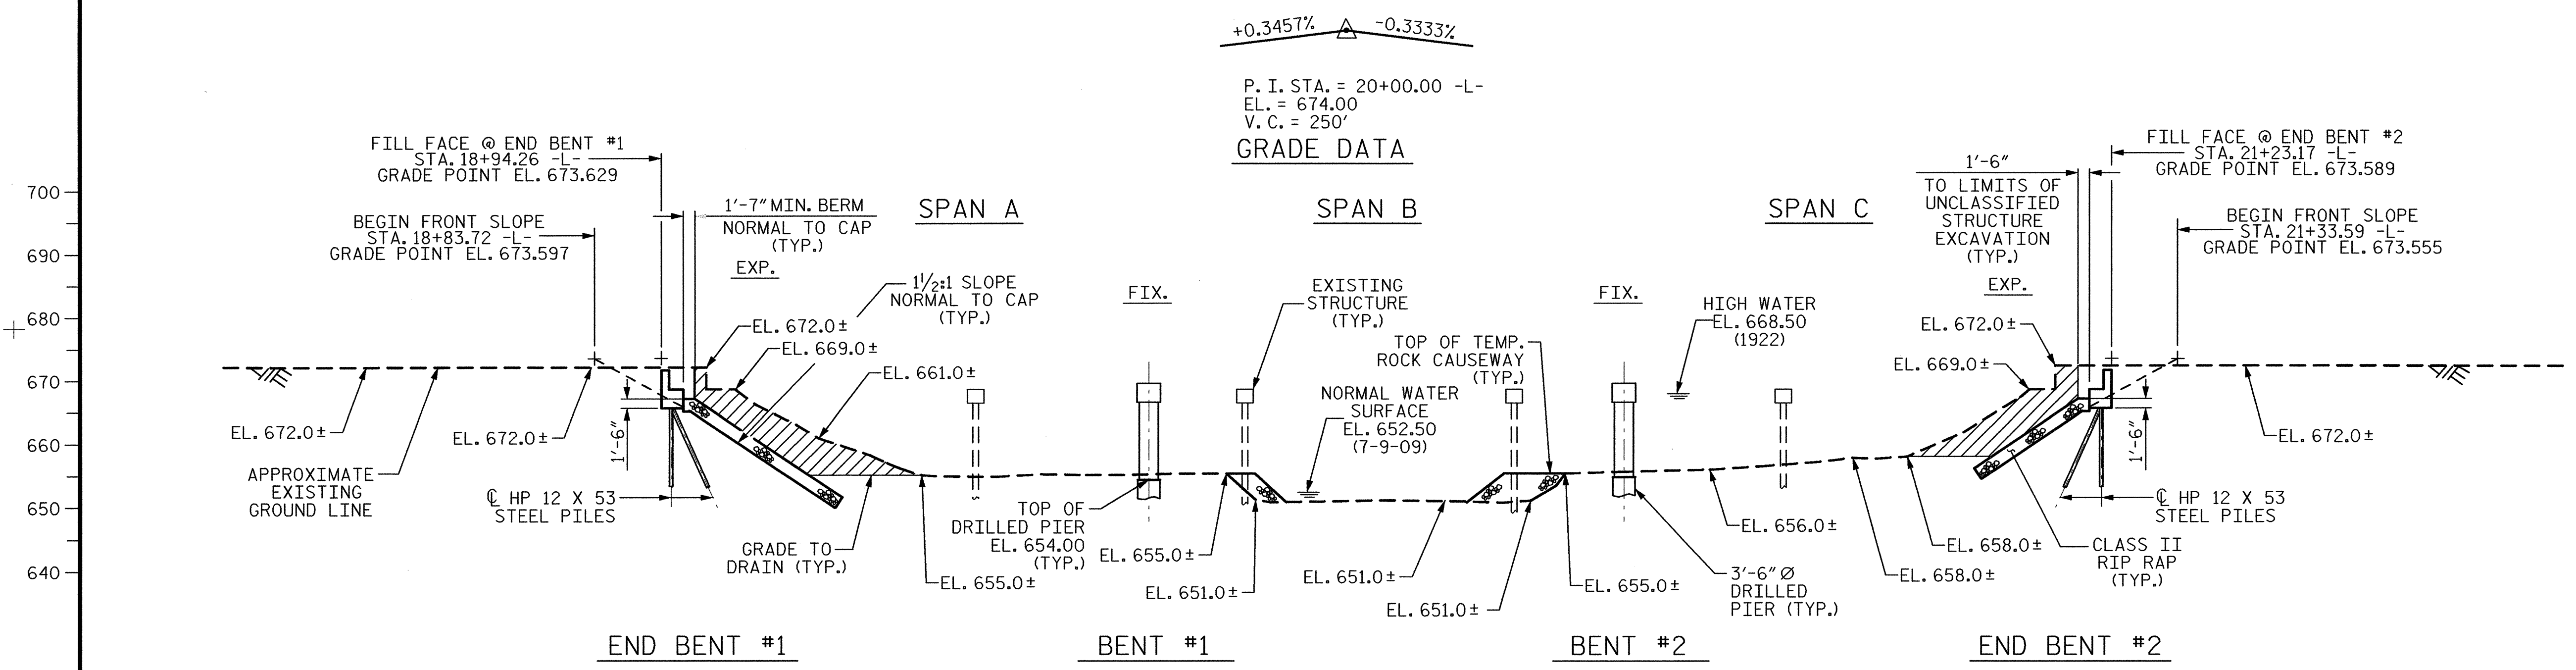 +0.3457%
-0.3333%
P.I. STA. = 20+00.00 -L-
EL. = 674.00
V.C. = 250'
GRADE DATA
FILL FACE @ END BENT #1
STA. 18+94.26 -L-
GRADE POINT EL. 673.629
BEGIN FRONT SLOPE
STA. 18+83.72 -L-
GRADE POINT EL. 673.597
1'-7" MIN. BERM
NORMAL TO CAP
(TYP.)
EXP.
SPAN A
SPAN B
SPAN C
1½:1 SLOPE
NORMAL TO CAP
(TYP.)
FIX.
EXISTING
STRUCTURE
(TYP.)
FIX.
HIGH WATER
EL. 668.50
(1922)
1'-6"
TO LIMITS OF
UNCLASSIFIED
STRUCTURE
EXCAVATION
(TYP.)
EXP.
FILL FACE @ END BENT #2
STA. 21+23.17 -L-
GRADE POINT EL. 673.589
BEGIN FRONT SLOPE
STA. 21+33.59 -L-
GRADE POINT EL. 673.555
700
690
680
670
660
650
640
EL. 672.0±
EL. 669.0±
EL. 661.0±
TOP OF TEMP.
ROCK CAUSEWAY
(TYP.)
NORMAL WATER
SURFACE
EL. 652.50
(7-9-09)
EL. 672.0±
EL. 669.0±
EL. 672.0±
EL. 672.0±
1'-6"
APPROXIMATE
EXISTING
GROUND LINE
℄ HP 12 X 53
STEEL PILES
GRADE TO
DRAIN (TYP.)
EL. 655.0±
TOP OF
DRILLED PIER
EL. 654.00
(TYP.)
EL. 655.0±
EL. 651.0±
EL. 651.0±
EL. 651.0±
EL. 655.0±
3'-6" Ø
DRILLED
PIER (TYP.)
EL. 656.0±
EL. 658.0±
EL. 658.0±
CLASS II
RIP RAP
(TYP.)
1'-6"
℄ HP 12 X 53
STEEL PILES
EL. 672.0±
END BENT #1
BENT #1
BENT #2
END BENT #2